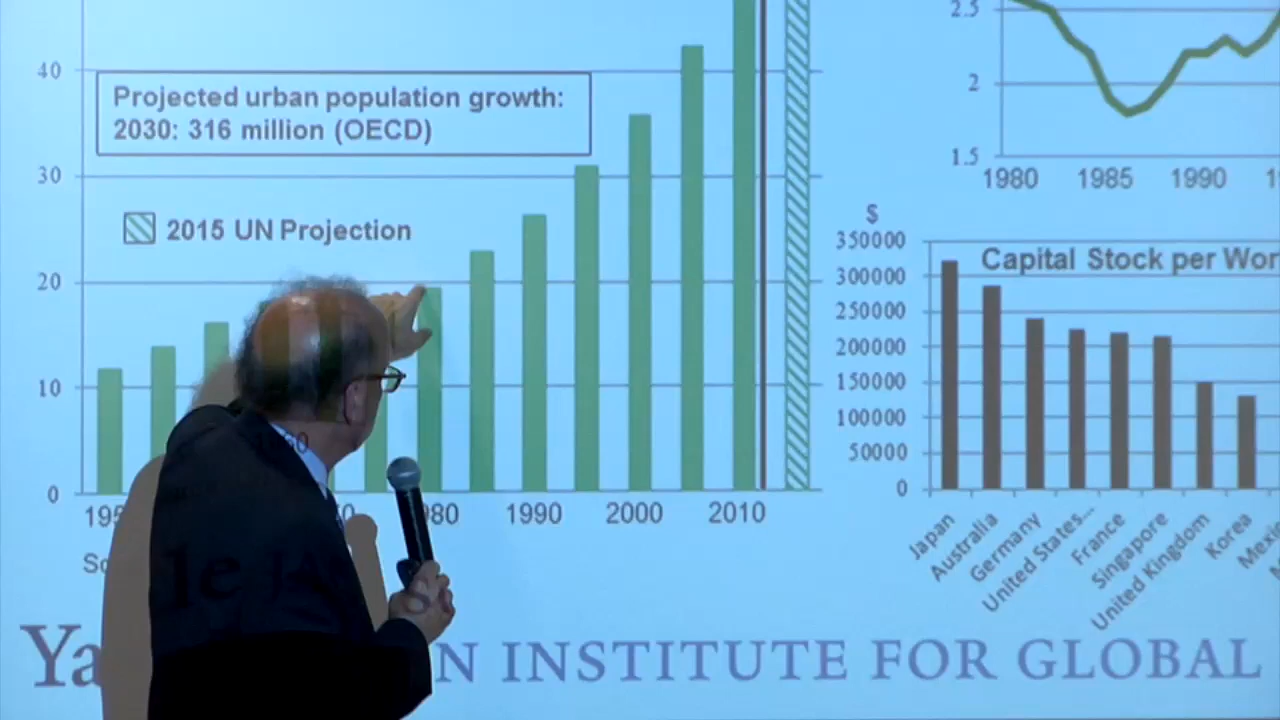 40
Projected urban population growth:
2030: 316 million (OECD)
30
2015 UN Projection
20
10
0
1990
2000
2010
2.5
2
1.5
1980
1985
1990
$
350000
300000
250000
200000
150000
100000
50000
0
Capital Stock per Wor
Japan
Australia
Germany
United States...
France
Singapore
United Kingdom
Korea
Mexic
Ya
N INSTITUTE FOR GLOBAL